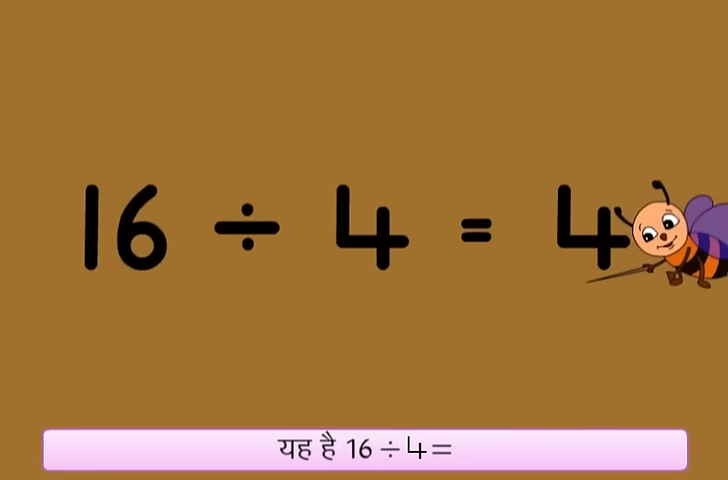 16 ÷ 4 = 4
यह है 16 ÷ 4 =